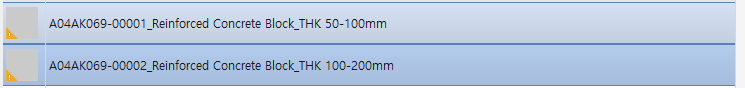 A04AK069-00001_Reinforced Concrete Block_THK 50-100mm
A04AK069-00002_Reinforced Concrete Block_THK 100-200mm